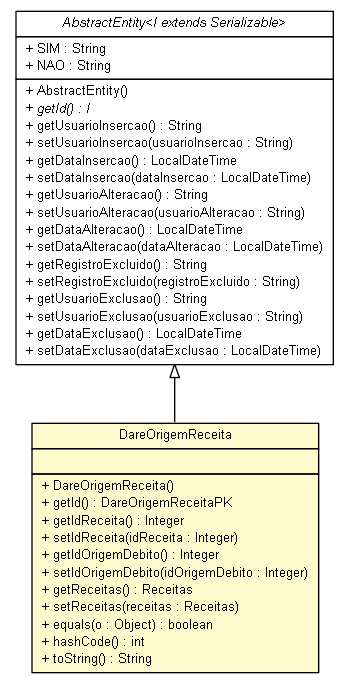 AbstractEntity<I extends Serializable>
+ SIM : String
+ NAO : String
+ AbstractEntity()
+ getId() : I
+ getUsuarioInsercao() : String
+ setUsuarioInsercao(usuarioInsercao : String)
+ getDataInsercao() : LocalDateTime
+ setDataInsercao(dataInsercao : LocalDateTime)
+ getUsuarioAlteracao() : String
+ setUsuarioAlteracao(usuarioAlteracao : String)
+ getDataAlteracao() : LocalDateTime
+ setDataAlteracao(dataAlteracao : LocalDateTime)
+ getRegistroExcluido() : String
+ setRegistroExcluido(registroExcluido : String)
+ getUsuarioExclusao() : String
+ setUsuarioExclusao(usuarioExclusao : String)
+ getDataExclusao() : LocalDateTime
+ setDataExclusao(dataExclusao : LocalDateTime)
DareOrigemReceita
+ DareOrigemReceita()
+ getId() : DareOrigemReceitaPK
+ getIdReceita() : Integer
+ setIdReceita(idReceita : Integer)
+ getIdOrigemDebito() : Integer
+ setIdOrigemDebito(idOrigemDebito : Integer)
+ getReceitas() : Receitas
+ setReceitas(receitas : Receitas)
+ equals(o : Object) : boolean
+ hashCode() : int
+ toString() : String